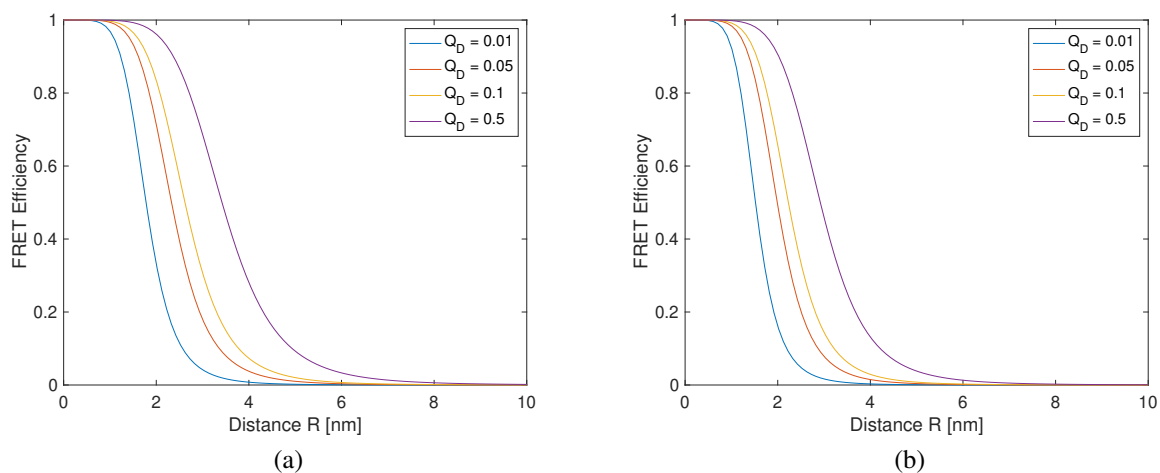 1
0.8
0.6
0.4
0.2
0
FRET Efficiency
0 2 4 6 8 10
Distance R [nm]
Q_D = 0.01
Q_D = 0.05
Q_D = 0.1
Q_D = 0.5
(a)
1
0.8
0.6
0.4
0.2
0
FRET Efficiency
0 2 4 6 8 10
Distance R [nm]
Q_D = 0.01
Q_D = 0.05
Q_D = 0.1
Q_D = 0.5
(b)